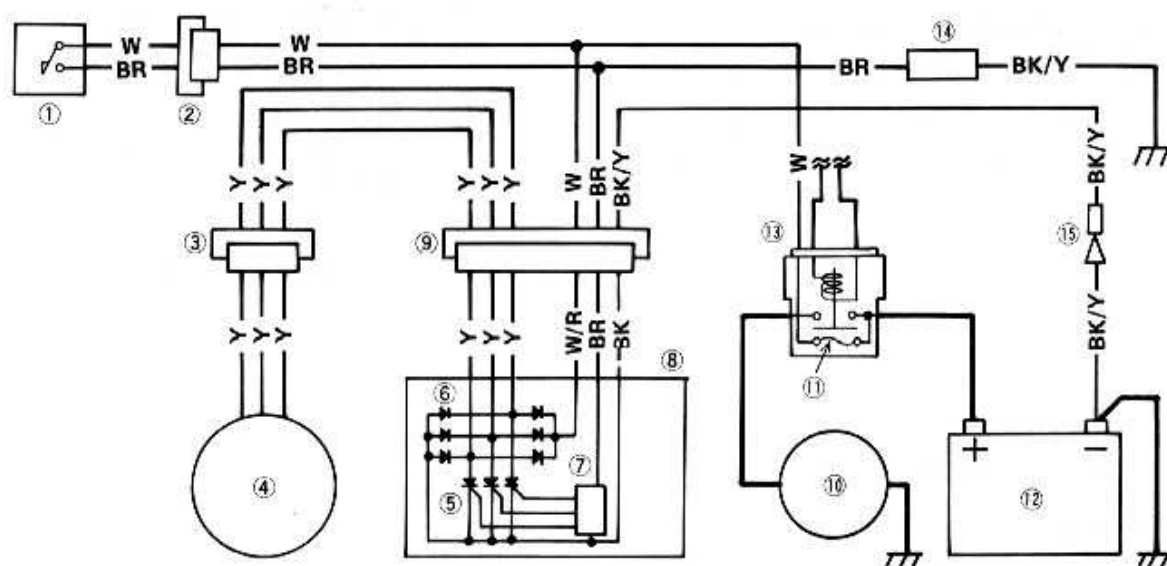 W W ⑭
BR BR BR BK/Y
① ②
Y Y Y Y Y Y W BR BK/Y W BK/Y
③ ⑨ ⑬ ⑮
Y Y Y Y Y Y W/R BR BK BK/Y
⑧ ⑪
⑥
④ ⑦ ⑩ + − ⑫
⑤